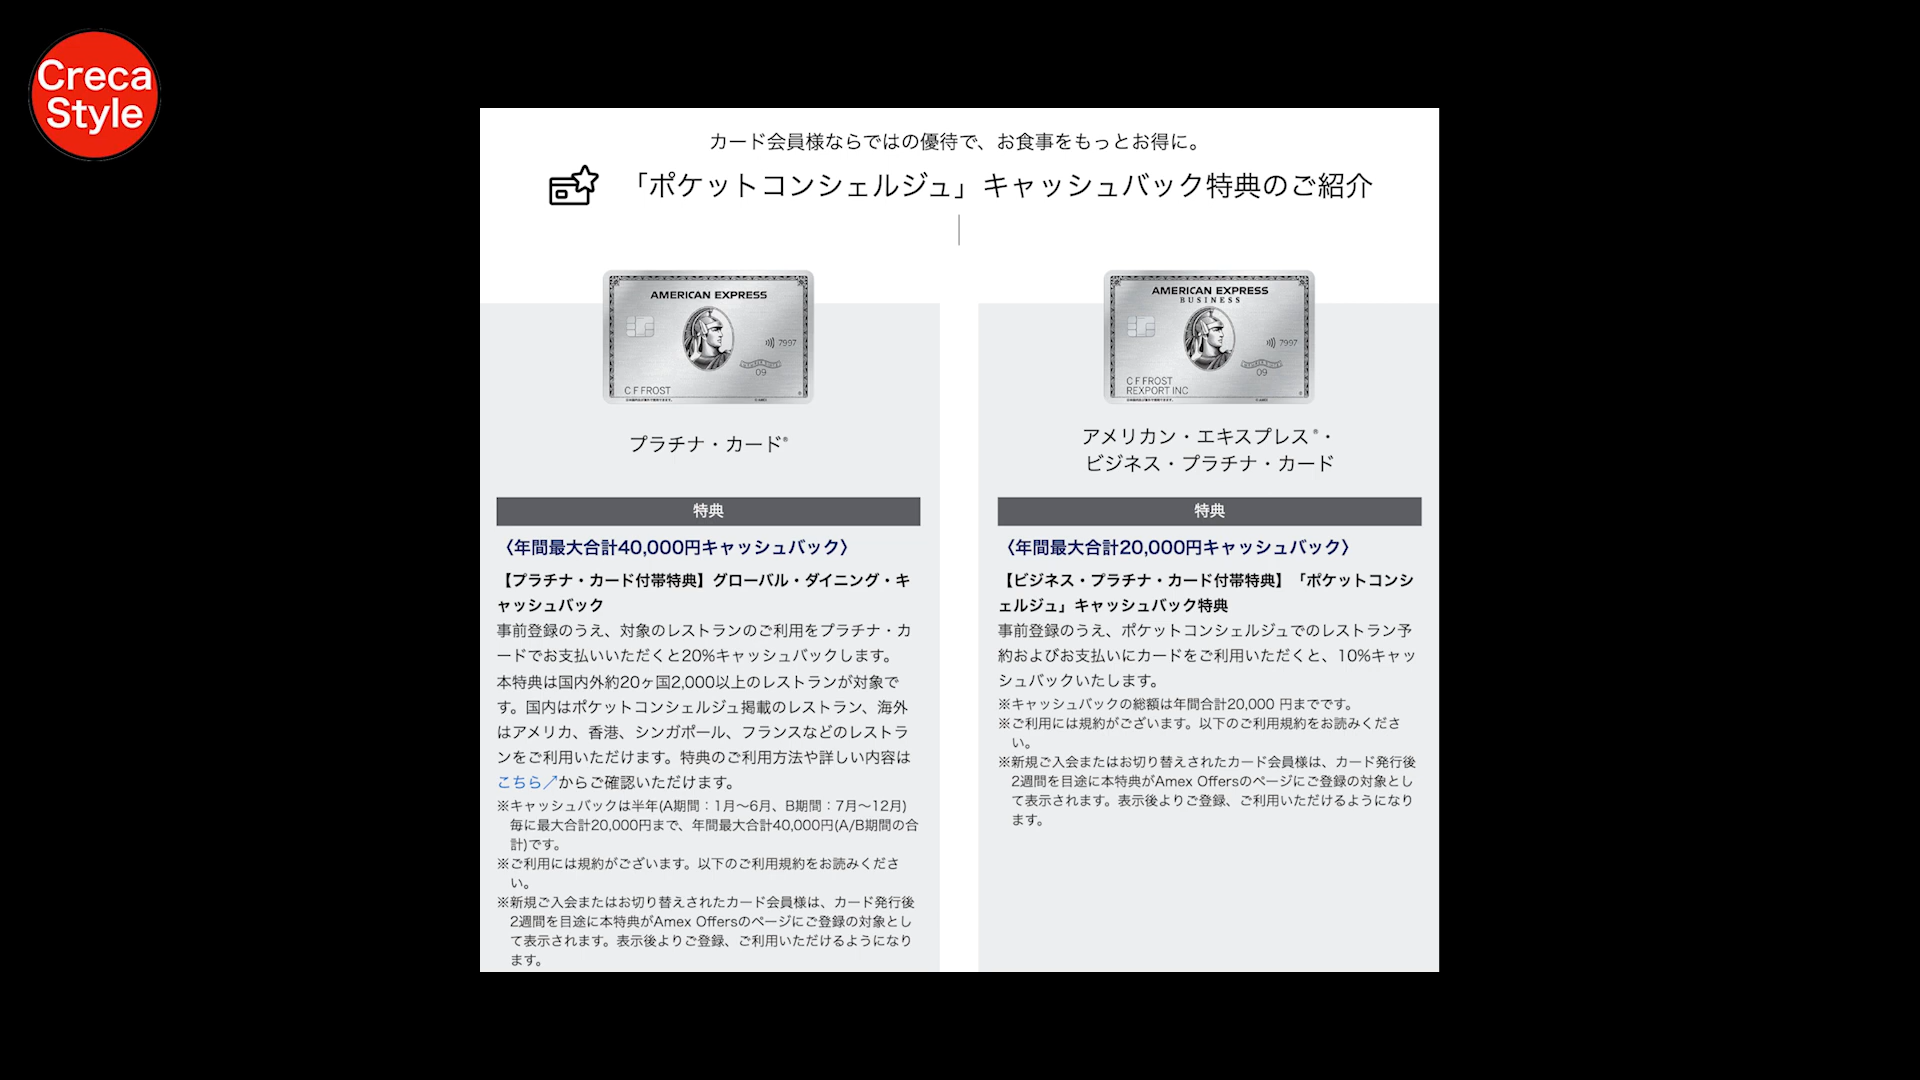 Creca
Style
カード会員様ならではの優待で、お食事をもっとお得に。
「ポケットコンシェルジュ」キャッシュバック特典のご紹介
AMERICAN EXPRESS
7997
09
C F FROST
プラチナ・カード®
特典
〈年間最大合計40,000円キャッシュバック〉
【プラチナ・カード付帯特典】グローバル・ダイニング・キ
ャッシュバック
事前登録のうえ、対象のレストランのご利用をプラチナ・カ
ードでお支払いいただくと20%キャッシュバックします。
本特典は国内外約20ヶ国2,000以上のレストランが対象で
す。国内はポケットコンシェルジュ掲載のレストラン、海外
はアメリカ、香港、シンガポール、フランスなどのレストラ
ンをご利用いただけます。特典のご利用方法や詳しい内容は
こちら↗からご確認いただけます。
※キャッシュバックは半年(A期間：1月〜6月、B期間：7月〜12月)
毎に最大合計20,000円まで、年間最大合計40,000円(A/B期間の合
計)です。
※ご利用には規約がございます。以下のご利用規約をお読みくださ
い。
※新規ご入会またはお切り替えされたカード会員様は、カード発行後
2週間を目途に本特典がAmex Offersのページにご登録の対象とし
て表示されます。表示後よりご登録、ご利用いただけるようになり
ます。
AMERICAN EXPRESS
BUSINESS
7997
09
C F FROST
REXPORT INC
アメリカン・エキスプレス®・
ビジネス・プラチナ・カード
特典
〈年間最大合計20,000円キャッシュバック〉
【ビジネス・プラチナ・カード付帯特典】「ポケットコンシ
ェルジュ」キャッシュバック特典
事前登録のうえ、ポケットコンシェルジュでのレストラン予
約およびお支払いにカードをご利用いただくと、10%キャッ
シュバックいたします。
※キャッシュバックの総額は年間合計20,000 円までです。
※ご利用には規約がございます。以下のご利用規約をお読みくださ
い。
※新規ご入会またはお切り替えされたカード会員様は、カード発行後
2週間を目途に本特典がAmex Offersのページにご登録の対象とし
て表示されます。表示後よりご登録、ご利用いただけるようになり
ます。